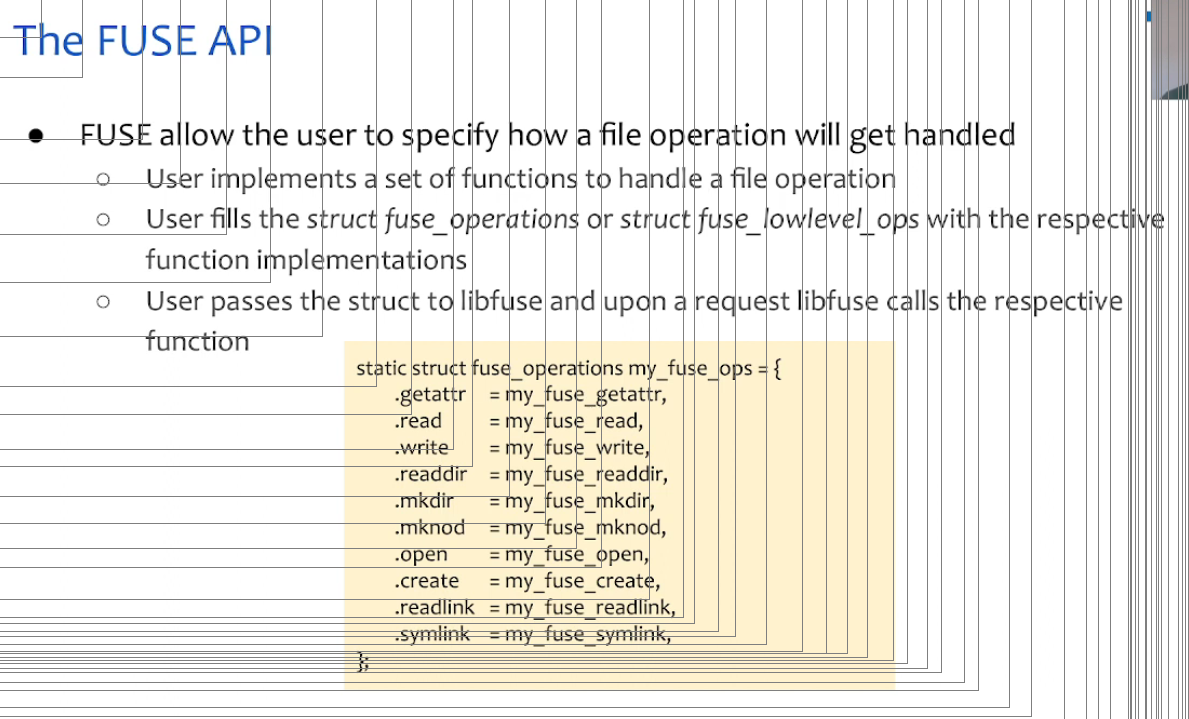 The FUSE API
● FUSE allow the user to specify how a file operation will get handled
○ User implements a set of functions to handle a file operation
○ User fills the struct fuse_operations or struct fuse_lowlevel_ops with the respective
function implementations
○ User passes the struct to libfuse and upon a request libfuse calls the respective
function
static struct fuse_operations my_fuse_ops = {
.getattr = my_fuse_getattr,
.read = my_fuse_read,
.write = my_fuse_write,
.readdir = my_fuse_readdir,
.mkdir = my_fuse_mkdir,
.mknod = my_fuse_mknod,
.open = my_fuse_open,
.create = my_fuse_create,
.readlink = my_fuse_readlink,
.symlink = my_fuse_symlink,
};